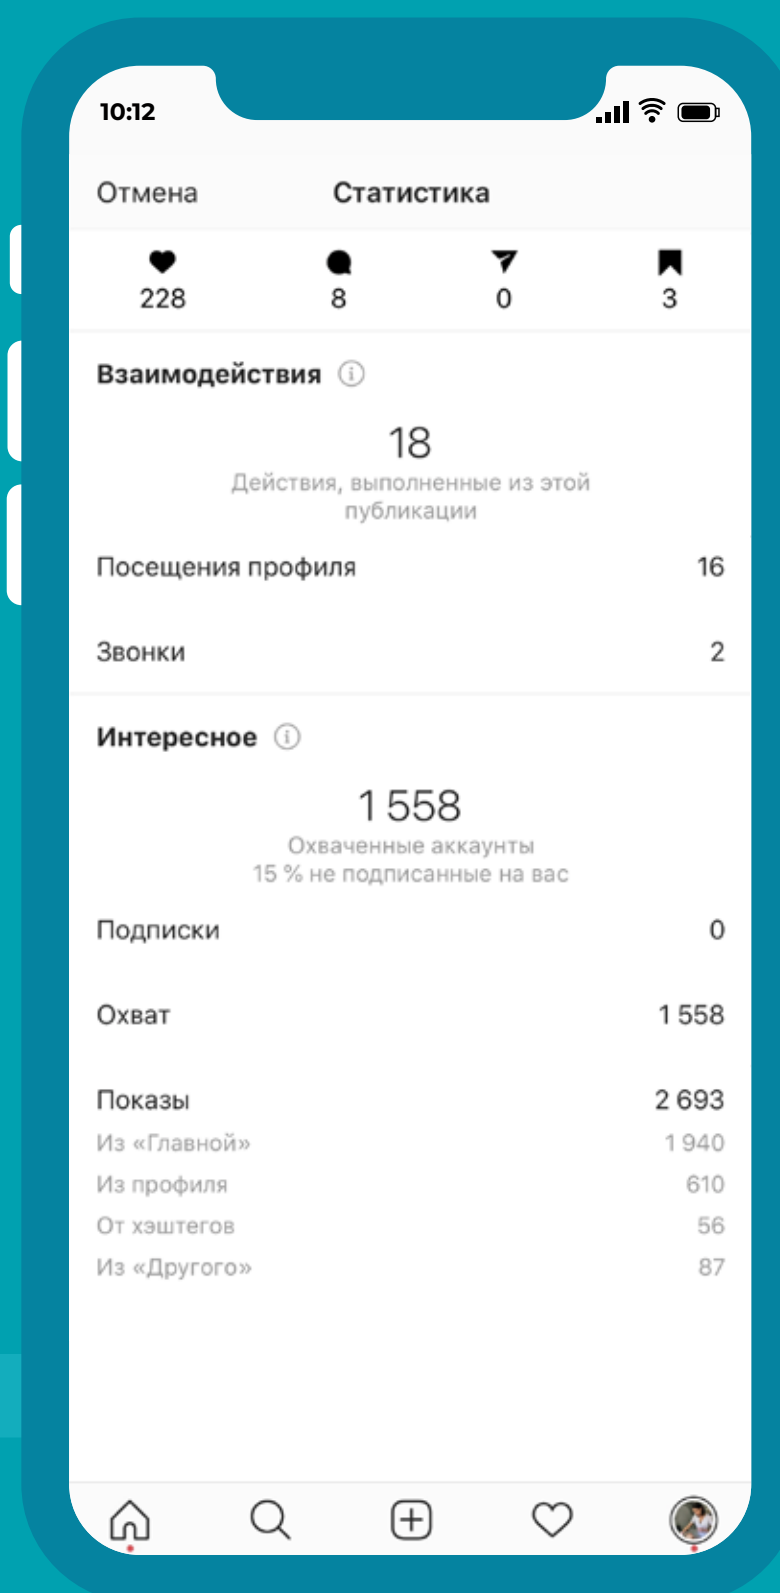 10:12
Отмена
Статистика
228
8
0
3
Взаимодействия
18
Действия, выполненные из этой
публикации
Посещения профиля 16
Звонки 2
Интересное
1 558
Охваченные аккаунты
15 % не подписанные на вас
Подписки 0
Охват 1 558
Показы 2 693
Из «Главной» 1 940
Из профиля 610
От хэштегов 56
Из «Другого» 87